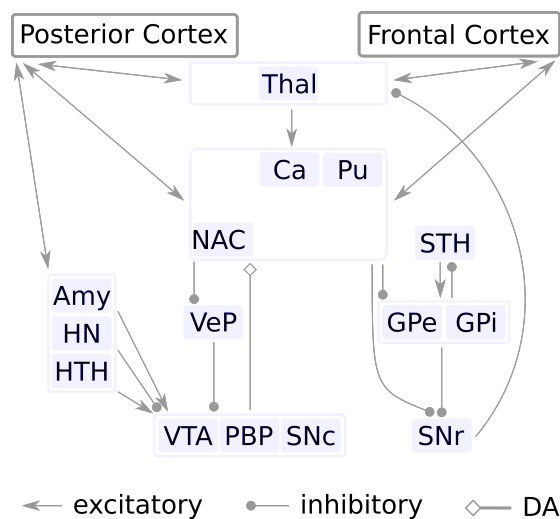 Posterior Cortex
Frontal Cortex
Thal
Ca Pu
NAC
STH
Amy
HN
HTH
VeP
GPe GPi
VTA PBP SNc
SNr
excitatory
inhibitory
DA